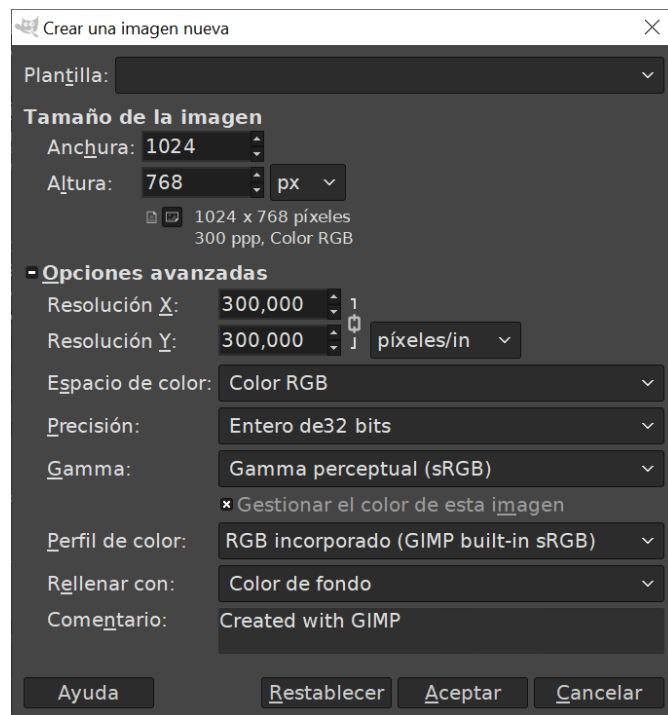 Crear una imagen nueva
Plantilla:
Tamaño de la imagen
Anchura: 1024
Altura: 768 px
1024 x 768 píxeles
300 ppp, Color RGB
Opciones avanzadas
Resolución X: 300,000
Resolución Y: 300,000 píxeles/in
Espacio de color: Color RGB
Precisión: Entero de32 bits
Gamma: Gamma perceptual (sRGB)
Gestionar el color de esta imagen
Perfil de color: RGB incorporado (GIMP built-in sRGB)
Rellenar con: Color de fondo
Comentario: Created with GIMP
Ayuda Restablecer Aceptar Cancelar